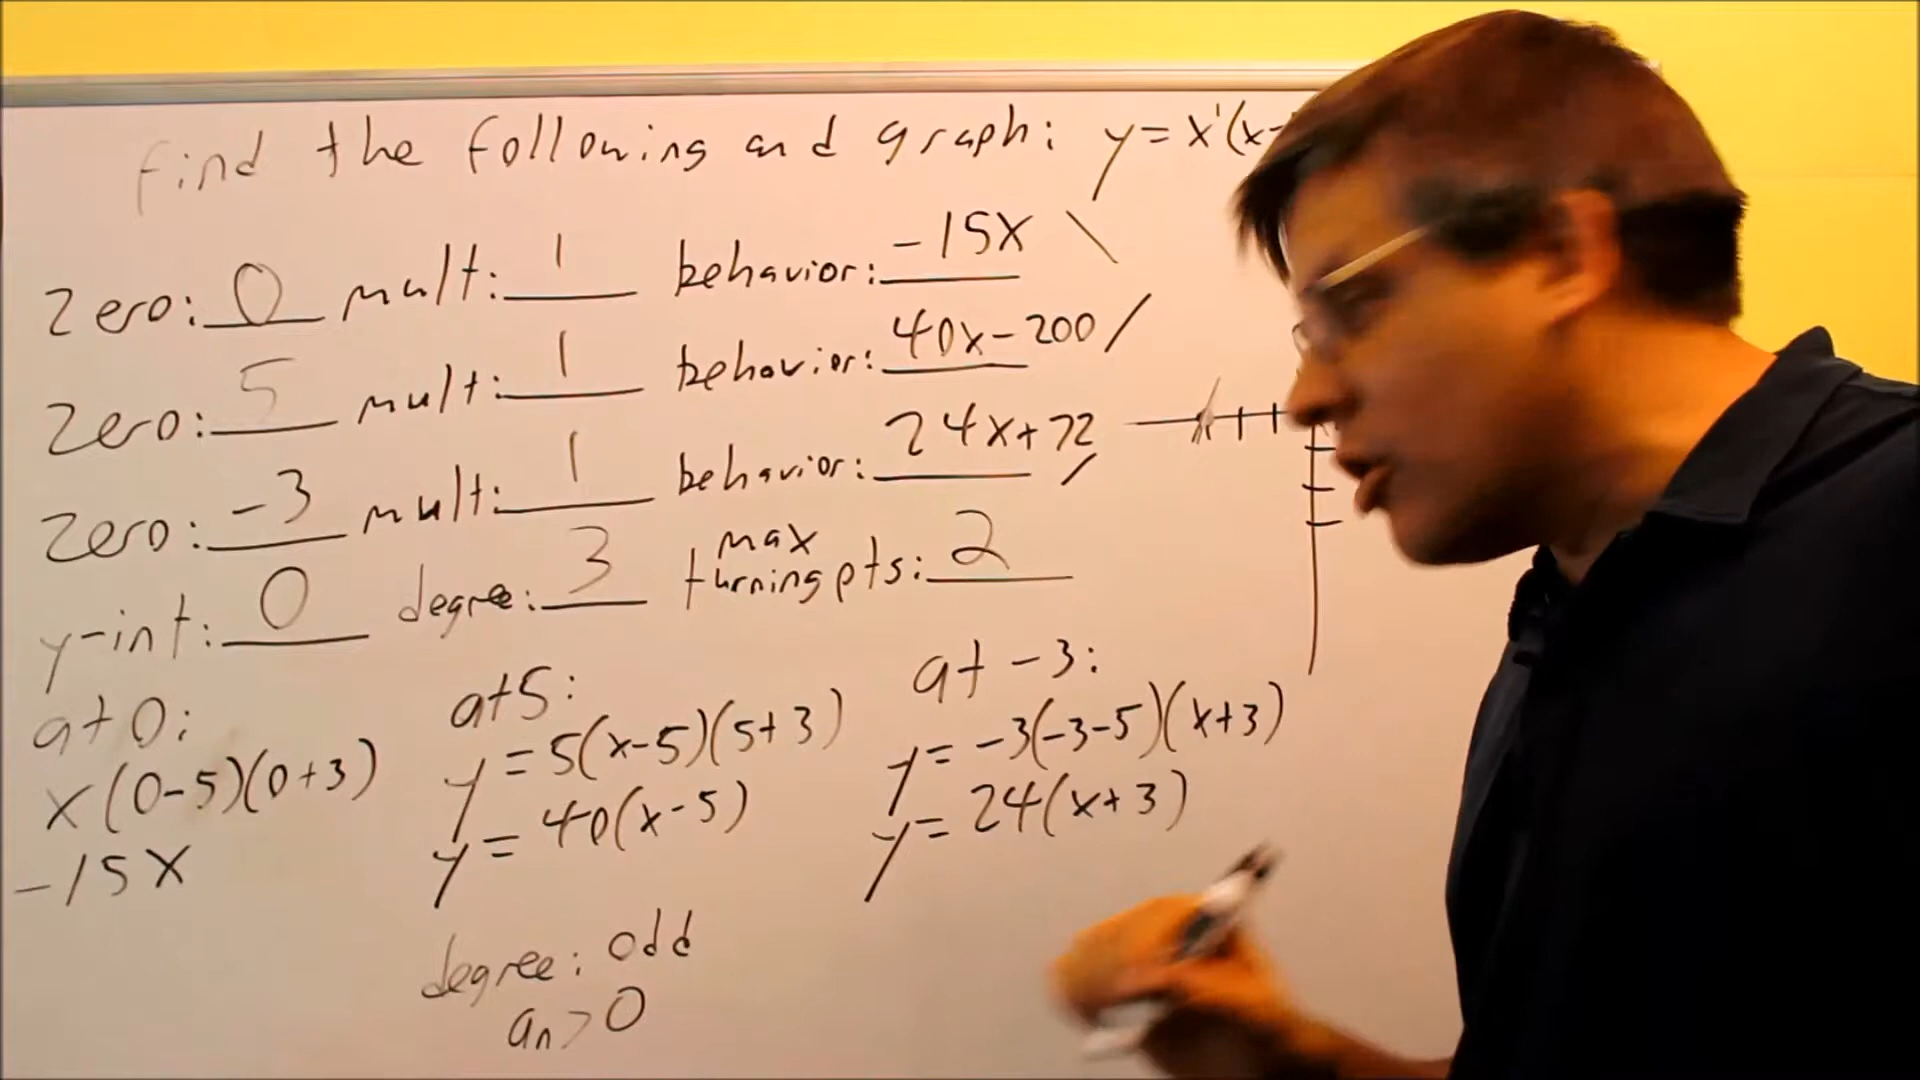 find the following and graph: y = x¹(x-
zero: 0 mult: 1 behavior: -15x
zero: 5 mult: 1 behavior: 40x-200
zero: -3 mult: 1 behavior: 24x+72
y-int: 0 degree: 3 max turning pts: 2
at 0:
x(0-5)(0+3)
-15x
at 5:
y = 5(x-5)(5+3)
y = 40(x-5)
at -3:
y = -3(-3-5)(x+3)
y = 24(x+3)
degree: odd
an > 0